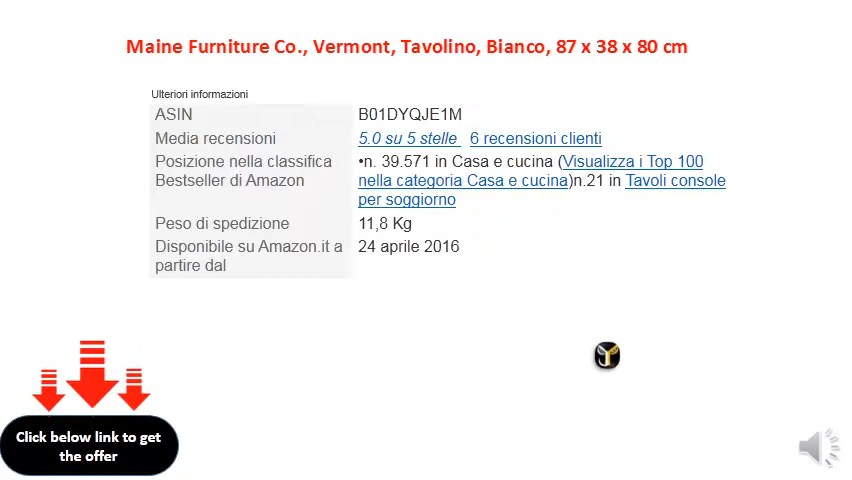 Maine Furniture Co., Vermont, Tavolino, Bianco, 87 x 38 x 80 cm
Ulteriori informazioni
ASIN B01DYQJE1M
Media recensioni 5.0 su 5 stelle 6 recensioni clienti
Posizione nella classifica •n. 39.571 in Casa e cucina (Visualizza i Top 100
Bestseller di Amazon nella categoria Casa e cucina)n.21 in Tavoli console
per soggiorno
Peso di spedizione 11,8 Kg
Disponibile su Amazon.it a 24 aprile 2016
partire dal
Click below link to get
the offer